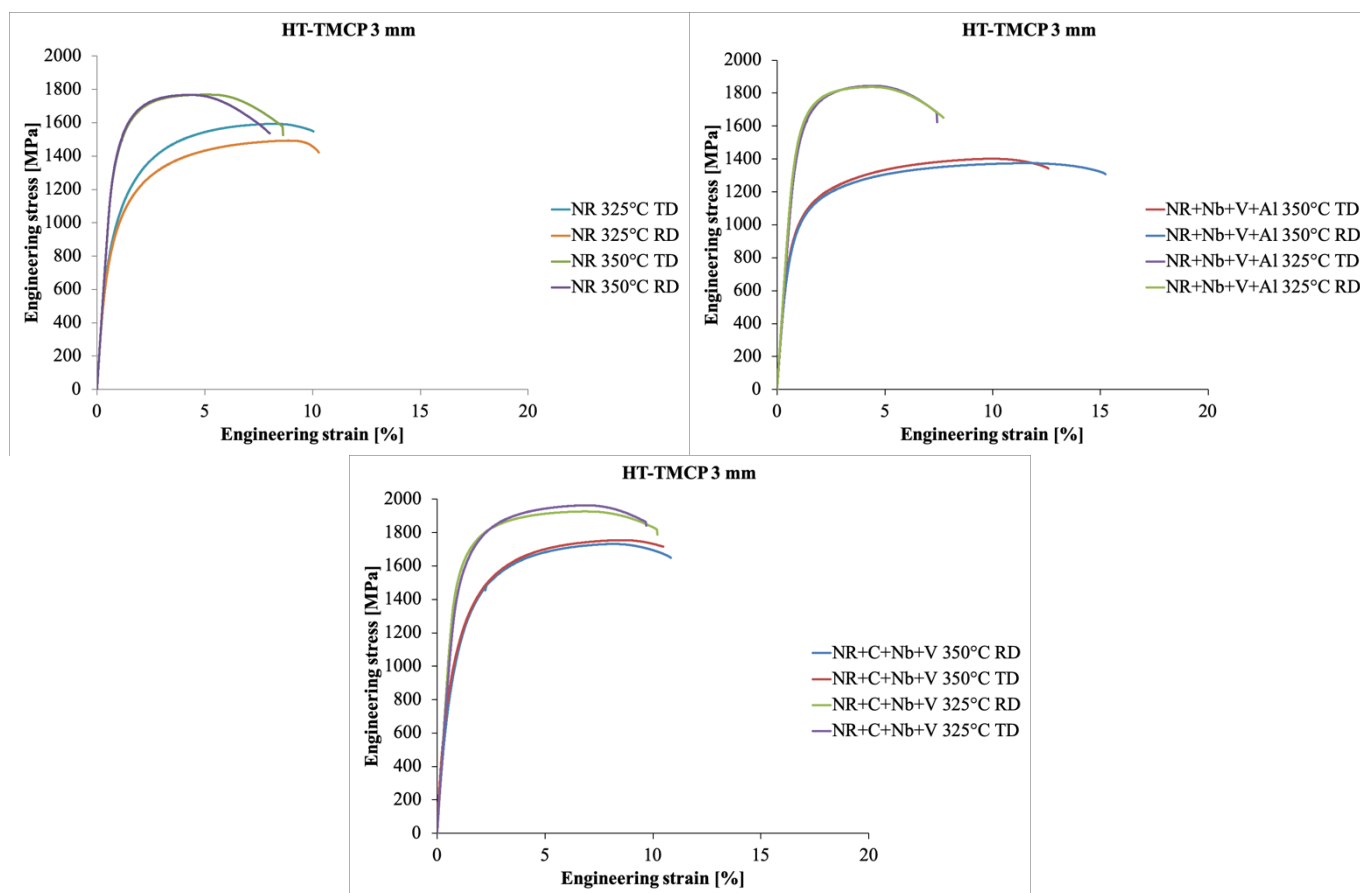 HT-TMCP 3 mm
Engineering stress [MPa]
2000
1800
1600
1400
1200
1000
800
600
400
200
0
0
5
10
15
20
Engineering strain [%]
NR 325°C TD
NR 325°C RD
NR 350°C TD
NR 350°C RD
HT-TMCP 3 mm
Engineering stress [MPa]
2000
1800
1600
1400
1200
1000
800
600
400
200
0
0
5
10
15
20
Engineering strain [%]
NR+Nb+V+Al 350°C TD
NR+Nb+V+Al 350°C RD
NR+Nb+V+Al 325°C TD
NR+Nb+V+Al 325°C RD
HT-TMCP 3 mm
Engineering stress [MPa]
2000
1800
1600
1400
1200
1000
800
600
400
200
0
0
5
10
15
20
Engineering strain [%]
NR+C+Nb+V 350°C RD
NR+C+Nb+V 350°C TD
NR+C+Nb+V 325°C RD
NR+C+Nb+V 325°C TD